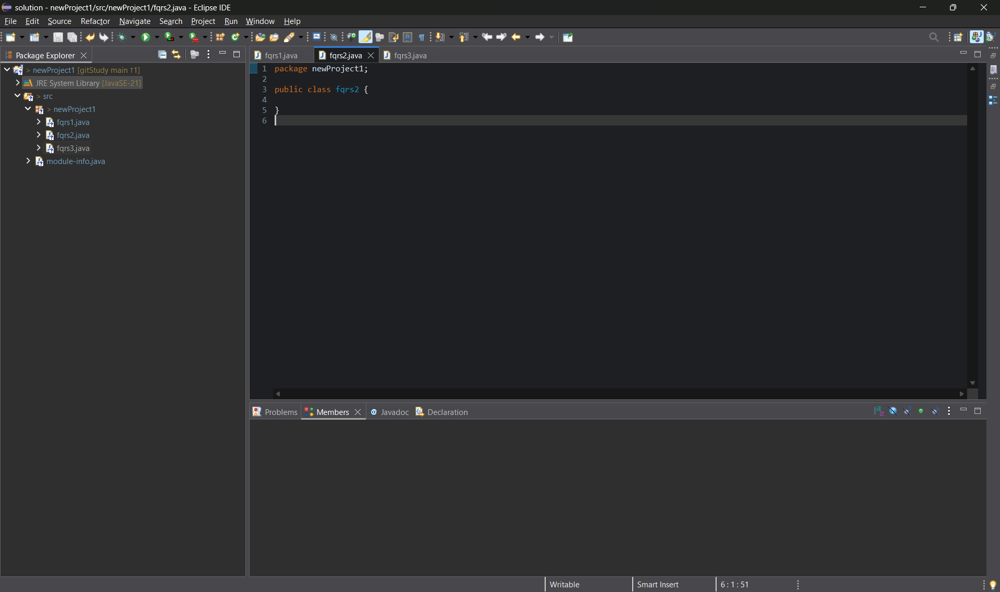 solution - newProject1/src/newProject1/fqrs2.java - Eclipse IDE
File Edit Source Refactor Navigate Search Project Run Window Help
Package Explorer
> newProject1 [gitStudy main ↑1]
JRE System Library [JavaSE-21]
> src
> newProject1
fqrs1.java
fqrs2.java
fqrs3.java
module-info.java
fqrs1.java fqrs2.java fqrs3.java
1 package newProject1;
2
3 public class fqrs2 {
4
5 }
6
Problems Members @ Javadoc Declaration
Writable Smart Insert 6 : 1 : 51